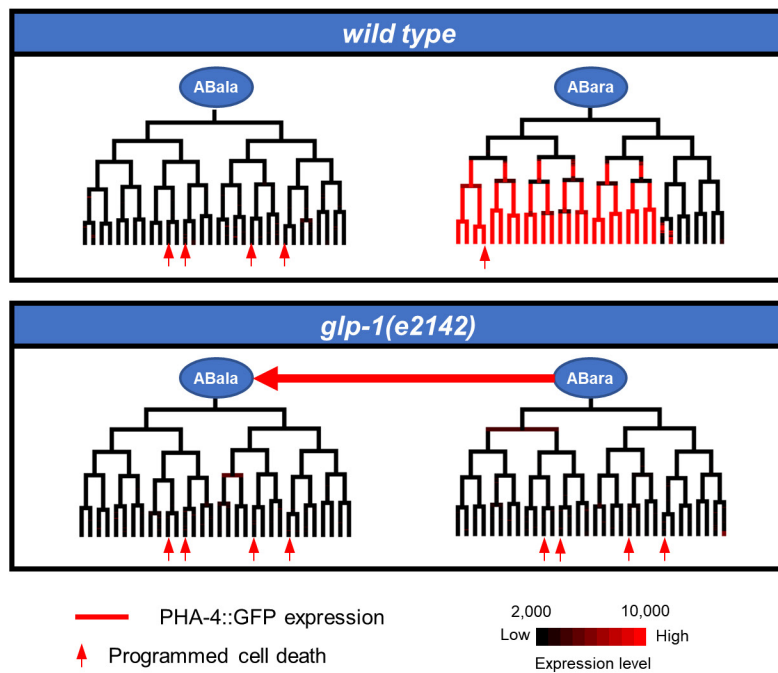 wild type
ABala
ABara
glp-1(e2142)
ABala
ABara
PHA-4::GFP expression
Programmed cell death
2,000
10,000
Low
High
Expression level